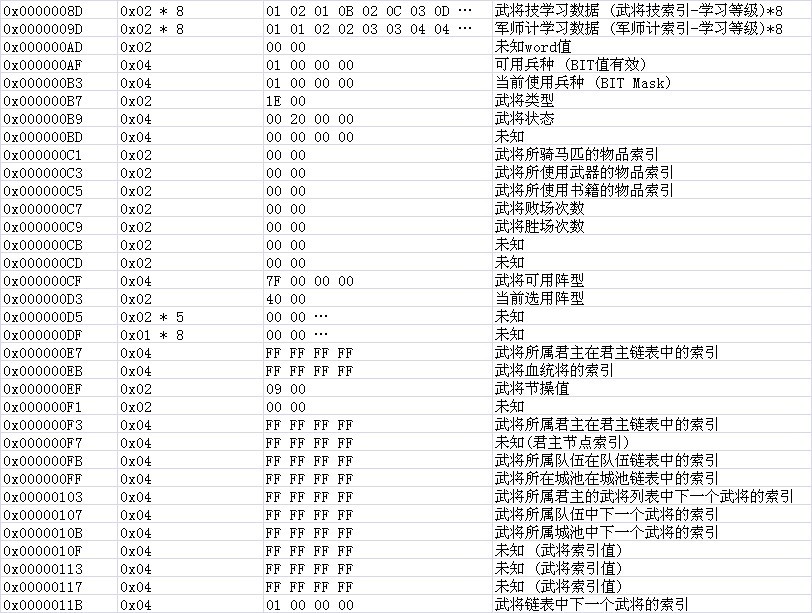 0x0000008D 0x02 * 8 01 02 01 0B 02 0C 03 0D … 武将技学习数据 (武将技索引-学习等级)*8
0x0000009D 0x02 * 8 01 01 02 02 03 03 04 04 … 军师计学习数据 (军师计索引-学习等级)*8
0x000000AD 0x02 00 00 未知word值
0x000000AF 0x04 01 00 00 00 可用兵种 (BIT值有效)
0x000000B3 0x04 01 00 00 00 当前使用兵种 (BIT Mask)
0x000000B7 0x02 1E 00 武将类型
0x000000B9 0x04 00 20 00 00 武将状态
0x000000BD 0x04 00 00 00 00 未知
0x000000C1 0x02 00 00 武将所骑马匹的物品索引
0x000000C3 0x02 00 00 武将所使用武器的物品索引
0x000000C5 0x02 00 00 武将所使用书籍的物品索引
0x000000C7 0x02 00 00 武将败场次数
0x000000C9 0x02 00 00 武将胜场次数
0x000000CB 0x02 00 00 未知
0x000000CD 0x02 00 00 未知
0x000000CF 0x04 7F 00 00 00 武将可用阵型
0x000000D3 0x02 40 00 当前选用阵型
0x000000D5 0x02 * 5 00 00 … 未知
0x000000DF 0x01 * 8 00 00 … 未知
0x000000E7 0x04 FF FF FF FF 武将所属君主在君主链表中的索引
0x000000EB 0x04 FF FF FF FF 武将血统将的索引
0x000000EF 0x02 09 00 武将节操值
0x000000F1 0x02 00 00 未知
0x000000F3 0x04 FF FF FF FF 武将所属君主在君主链表中的索引
0x000000F7 0x04 FF FF FF FF 未知(君主节点索引)
0x000000FB 0x04 FF FF FF FF 武将所属队伍在队伍链表中的索引
0x000000FF 0x04 FF FF FF FF 武将所在城池在城池链表中的索引
0x00000103 0x04 FF FF FF FF 武将所属君主的武将列表中下一个武将的索引
0x00000107 0x04 FF FF FF FF 武将所属队伍中下一个武将的索引
0x0000010B 0x04 FF FF FF FF 武将所属城池中下一个武将的索引
0x0000010F 0x04 FF FF FF FF 未知 (武将索引值)
0x00000113 0x04 FF FF FF FF 未知 (武将索引值)
0x00000117 0x04 FF FF FF FF 未知 (武将索引值)
0x0000011B 0x04 01 00 00 00 武将链表中下一个武将的索引